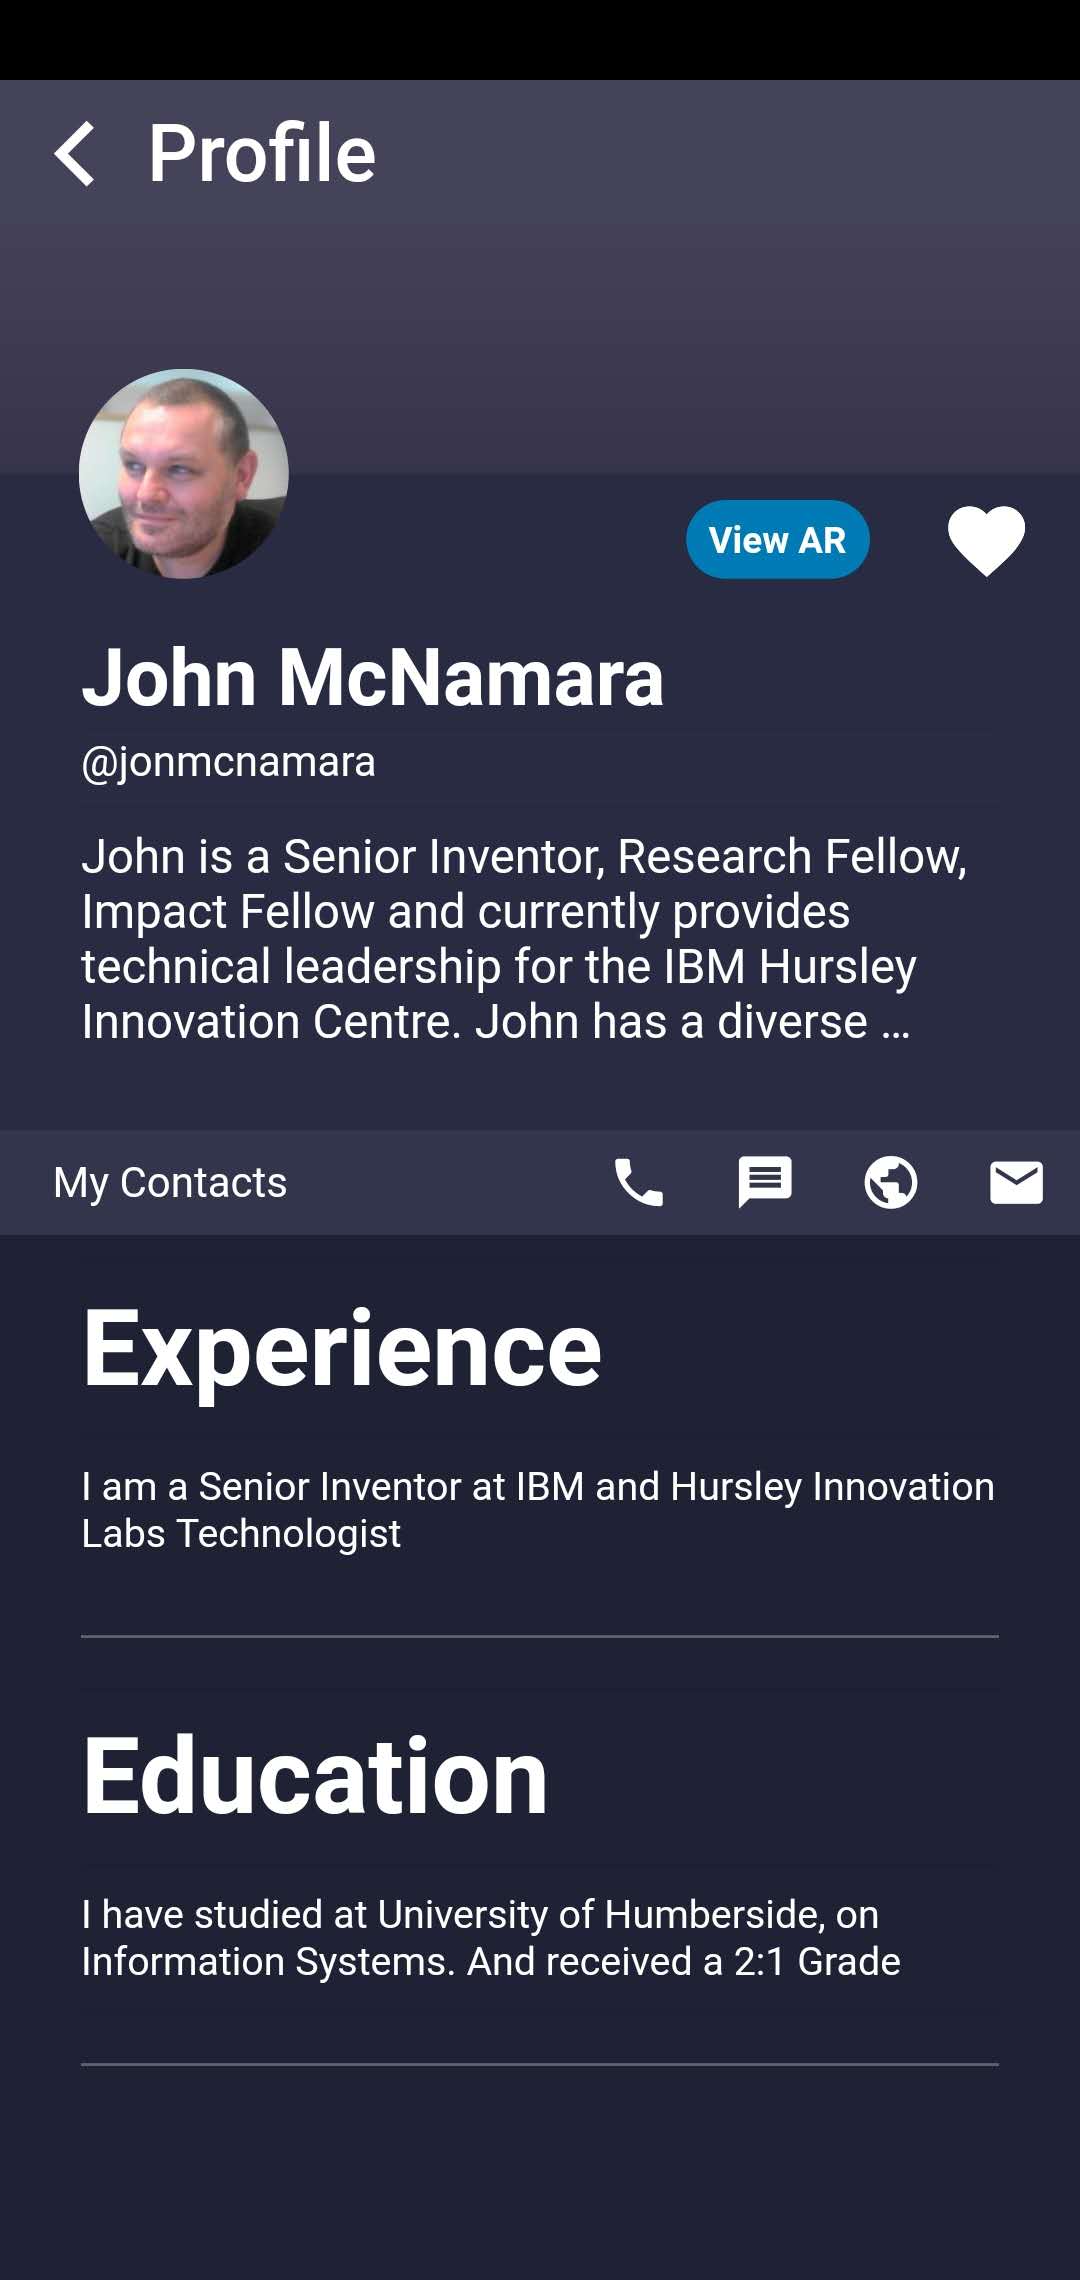 Profile
View AR
John McNamara
@jonmcnamara
John is a Senior Inventor, Research Fellow,
Impact Fellow and currently provides
technical leadership for the IBM Hursley
Innovation Centre. John has a diverse ...
My Contacts
Experience
I am a Senior Inventor at IBM and Hursley Innovation
Labs Technologist
Education
I have studied at University of Humberside, on
Information Systems. And received a 2:1 Grade